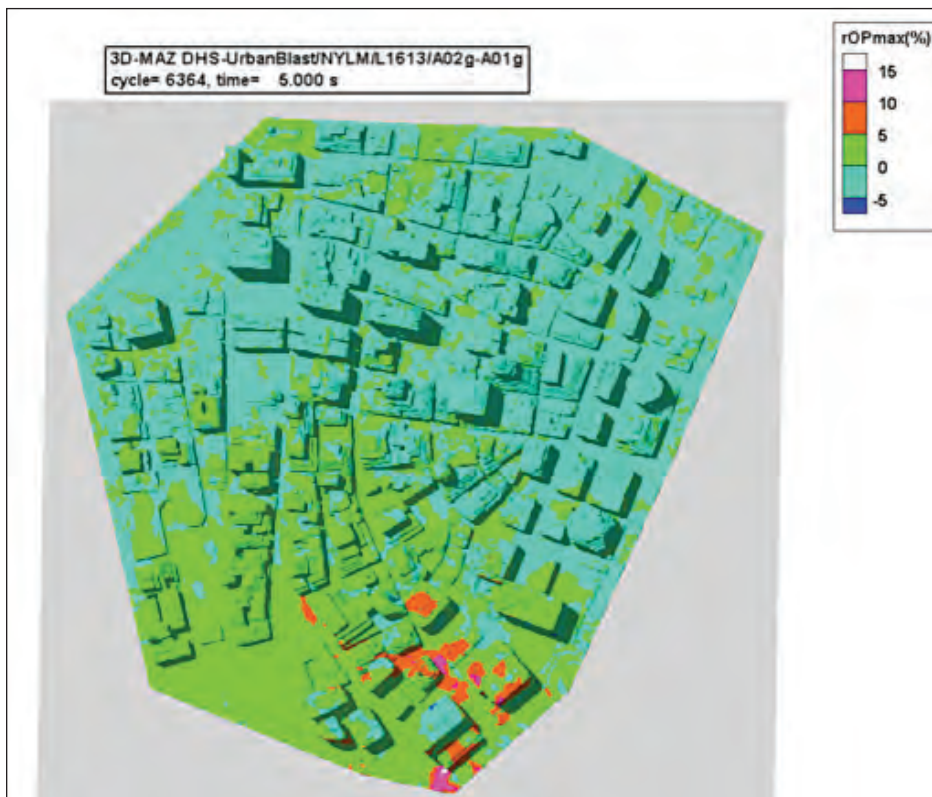 3D-MAZ DHS-UrbanBlast/NYLM/L1613/A02g-A01g
cycle= 6364, time= 5.000 s
rOPmax(%)
15
10
5
0
-5